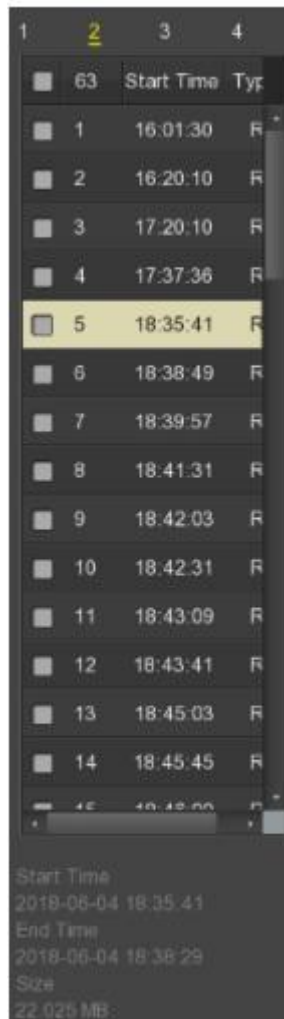 1 2 3 4
63 Start Time Typ
1 16:01:30 R
2 16:20:10 R
3 17:20:10 R
4 17:37:36 R
5 18:35:41 R
6 18:38:49 R
7 18:39:57 R
8 18:41:31 R
9 18:42:03 R
10 18:42:31 R
11 18:43:09 R
12 18:43:41 R
13 18:45:03 R
14 18:45:45 R
Start Time
2018-06-04 18:35:41
End Time
2018-06-04 18:38:29
Size
22.025 MB